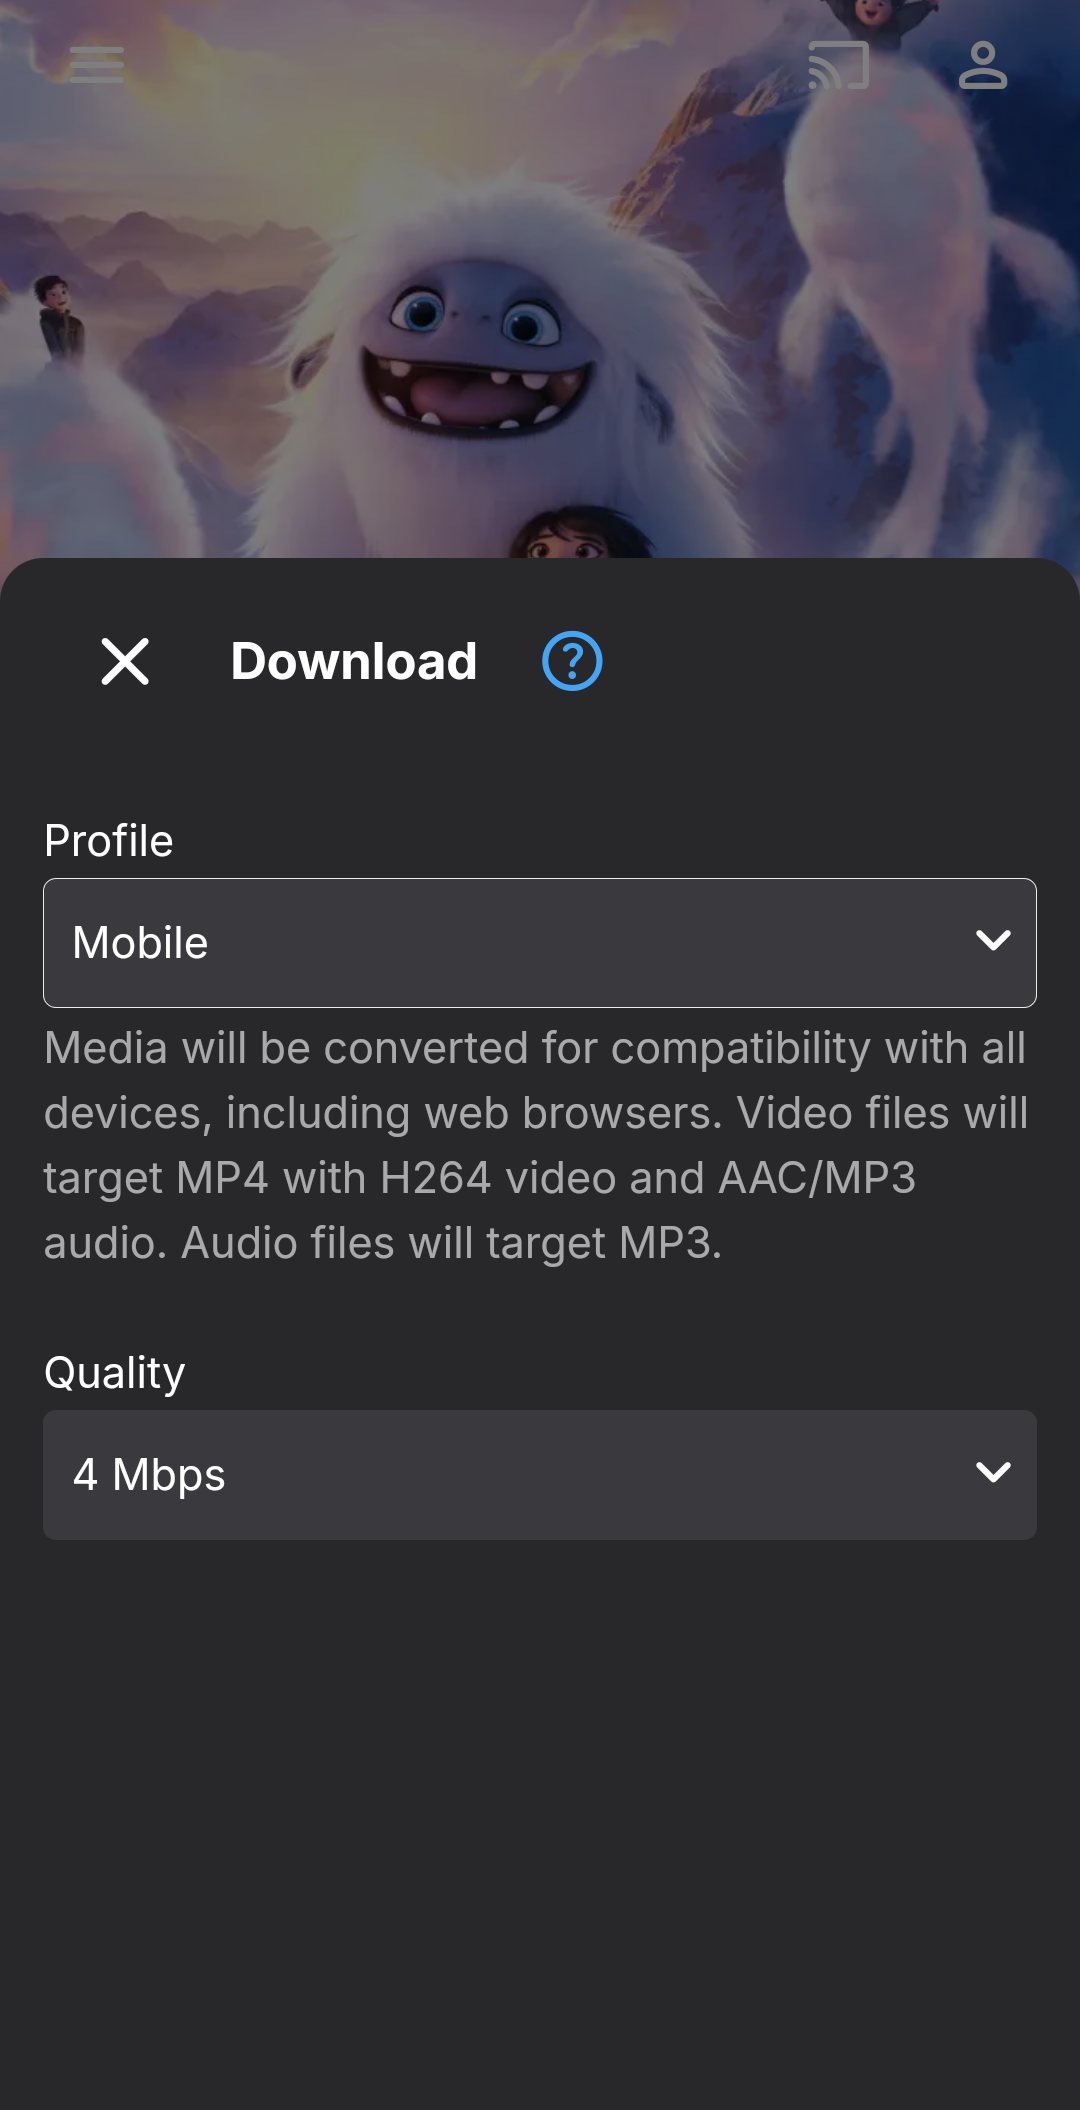 Download
Profile
Mobile
Media will be converted for compatibility with all
devices, including web browsers. Video files will
target MP4 with H264 video and AAC/MP3
audio. Audio files will target MP3.
Quality
4 Mbps